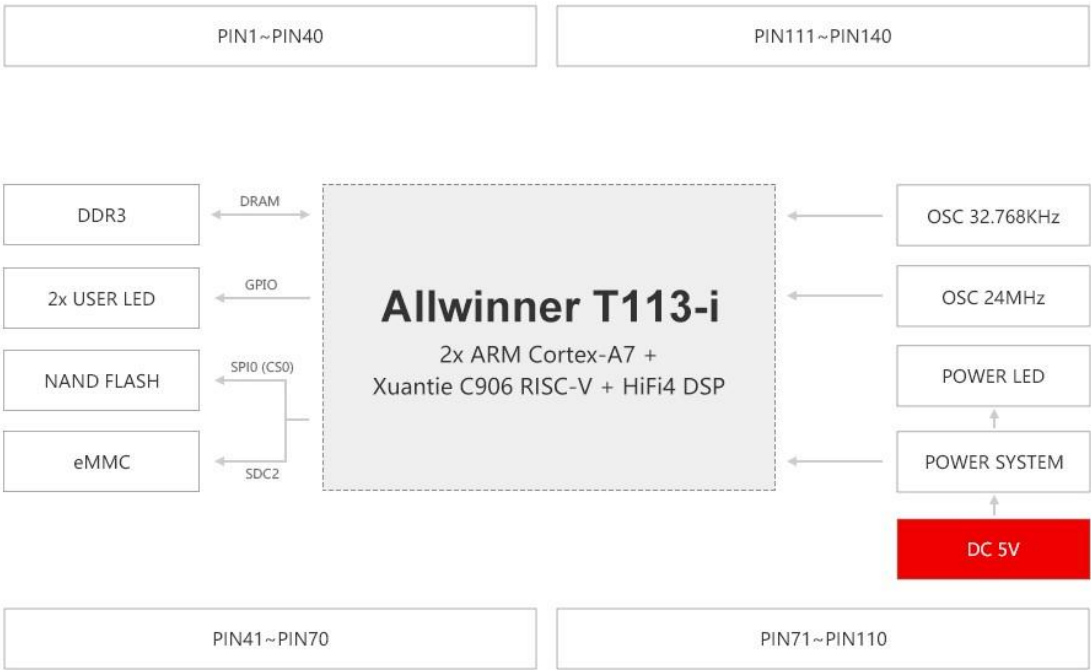 PIN1~PIN40
PIN111~PIN140
DDR3
DRAM
OSC 32.768KHz
2x USER LED
GPIO
OSC 24MHz
Allwinner T113-i
2x ARM Cortex-A7 +
Xuantie C906 RISC-V + HiFi4 DSP
NAND FLASH
SPI0 (CS0)
POWER LED
eMMC
SDC2
POWER SYSTEM
DC 5V
PIN41~PIN70
PIN71~PIN110